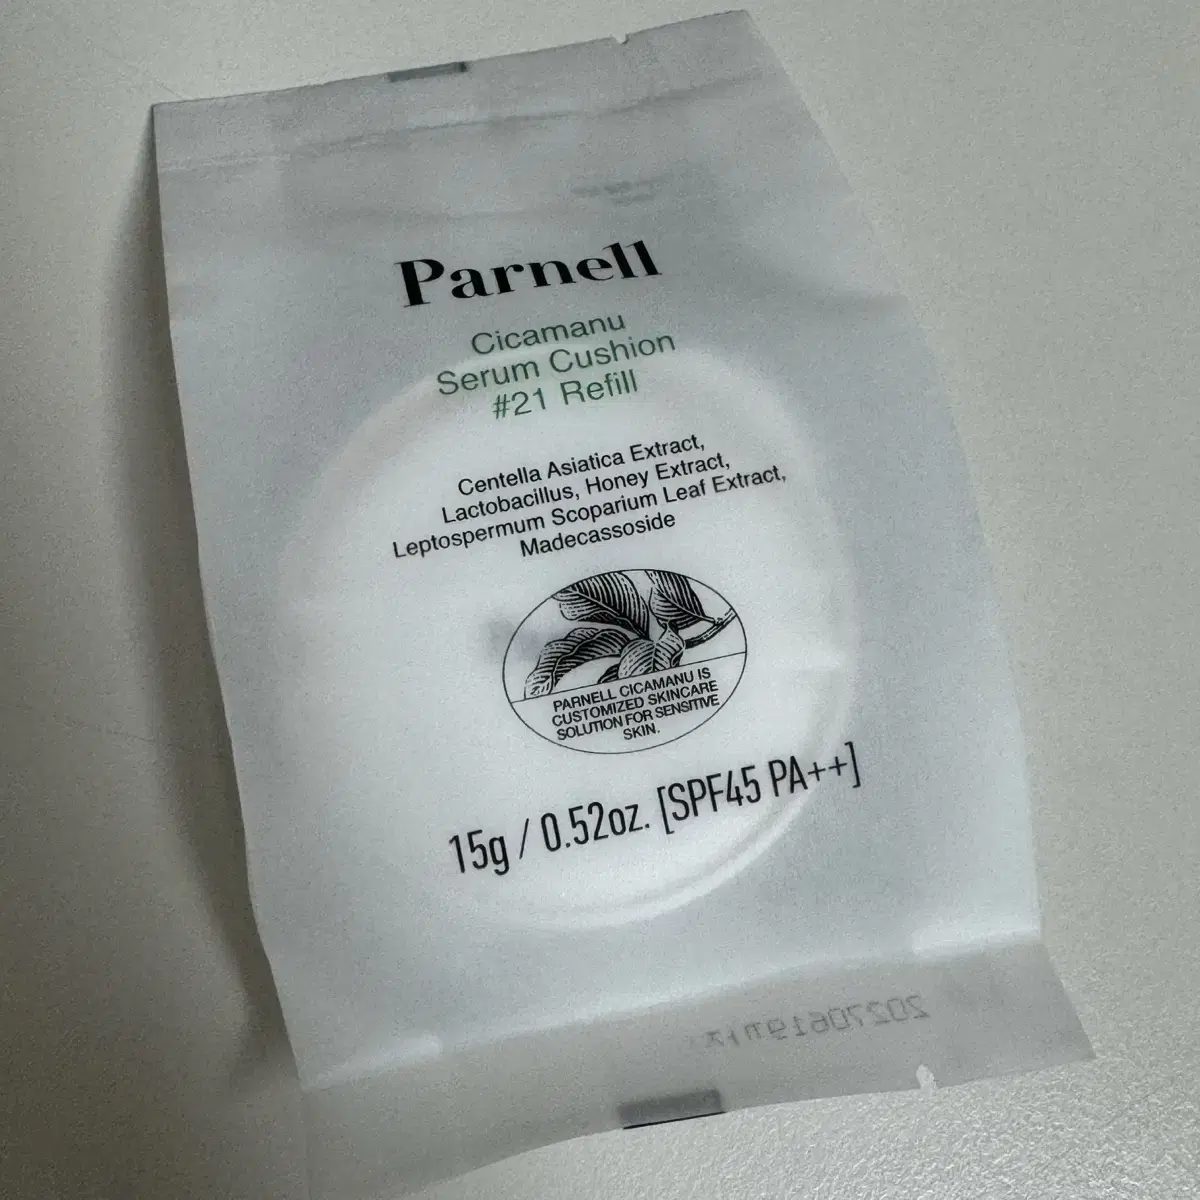 Parnell
Cicamanu
Serum Cushion
#21 Refill
Centella Asiatica Extract,
Lactobacillus, Honey Extract,
Leptospermum Scoparium Leaf Extract,
Madecassoside
PARNELL CICAMANU IS
CUSTOMIZED SKINCARE
SOLUTION FOR SENSITIVE
SKIN.
15g / 0.52oz. [SPF45 PA++]
20270619